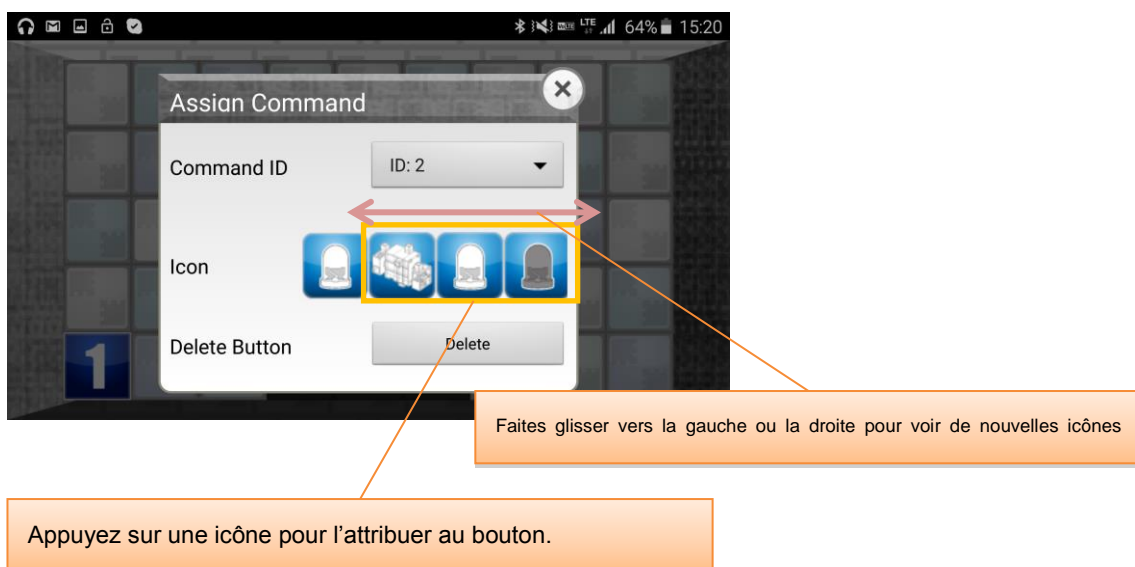 LTE 64% 15:20
Assign Command
Command ID ID: 2
Icon
Delete Button Delete
1
Faites glisser vers la gauche ou la droite pour voir de nouvelles icônes
Appuyez sur une icône pour l’attribuer au bouton.